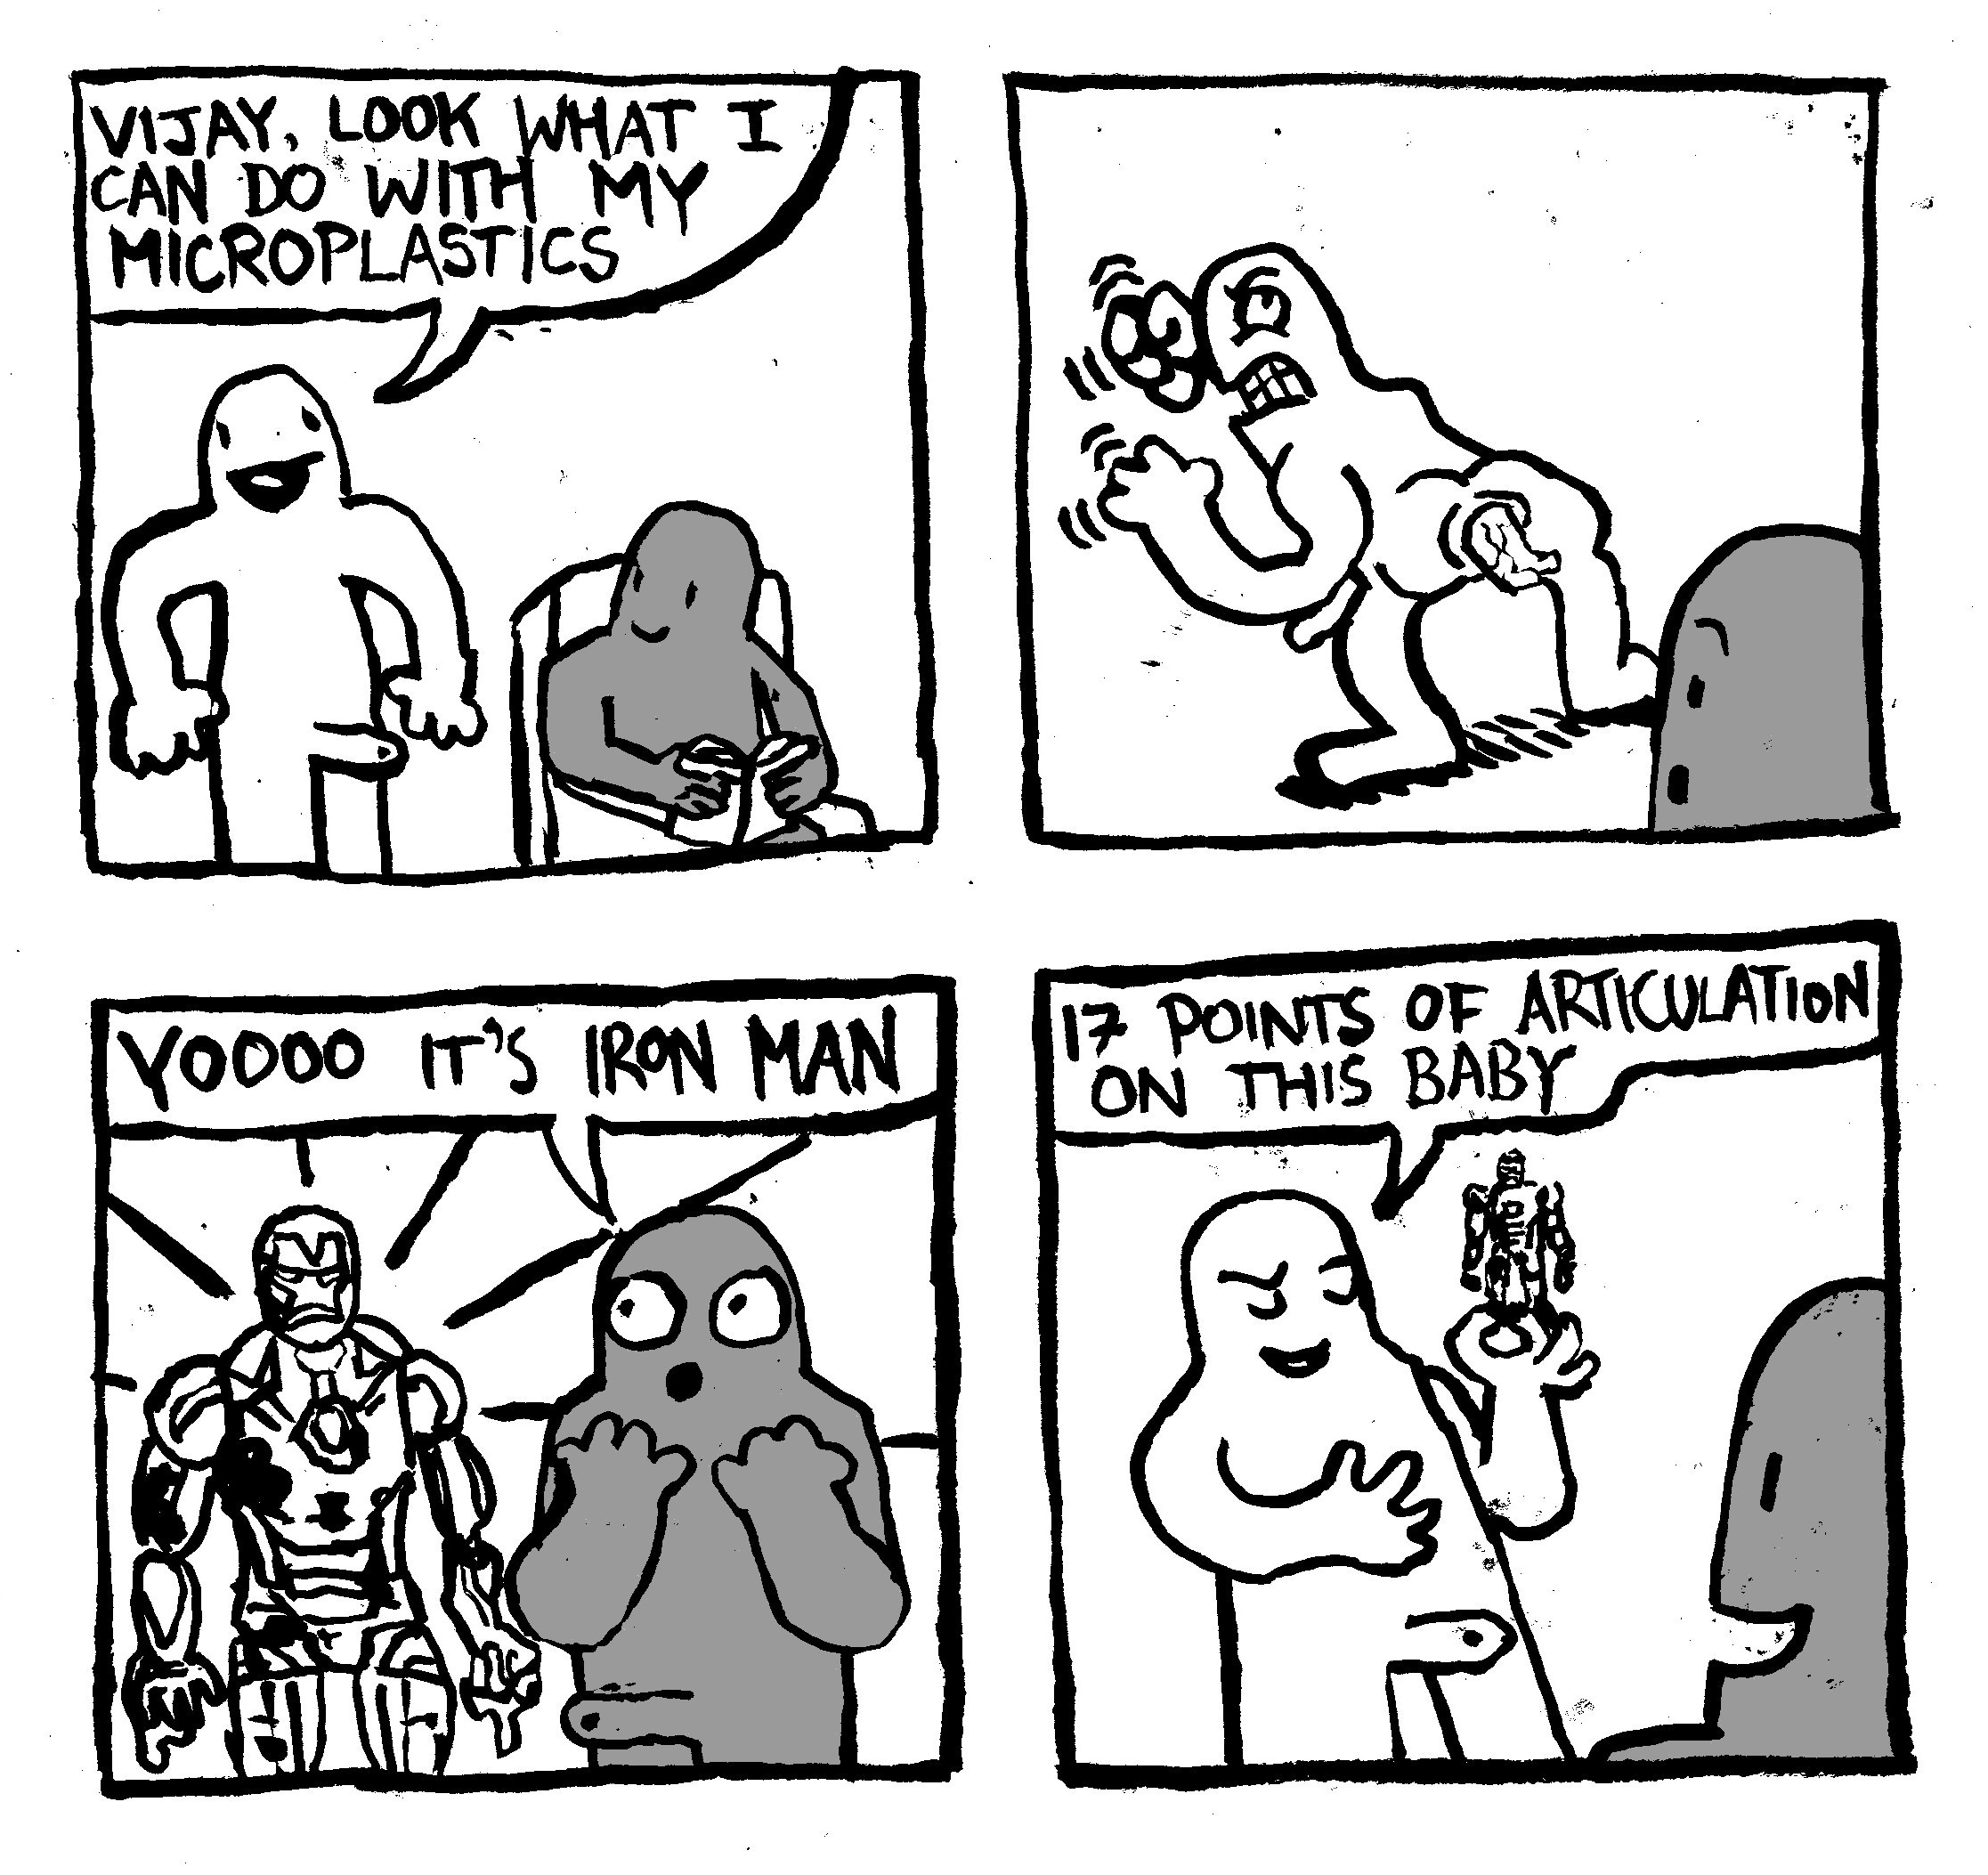 VIJAY, LOOK WHAT I
CAN DO WITH MY
MICROPLASTICS
YOOOO IT'S IRON MAN
17 POINTS OF ARTICULATION
ON THIS BABY